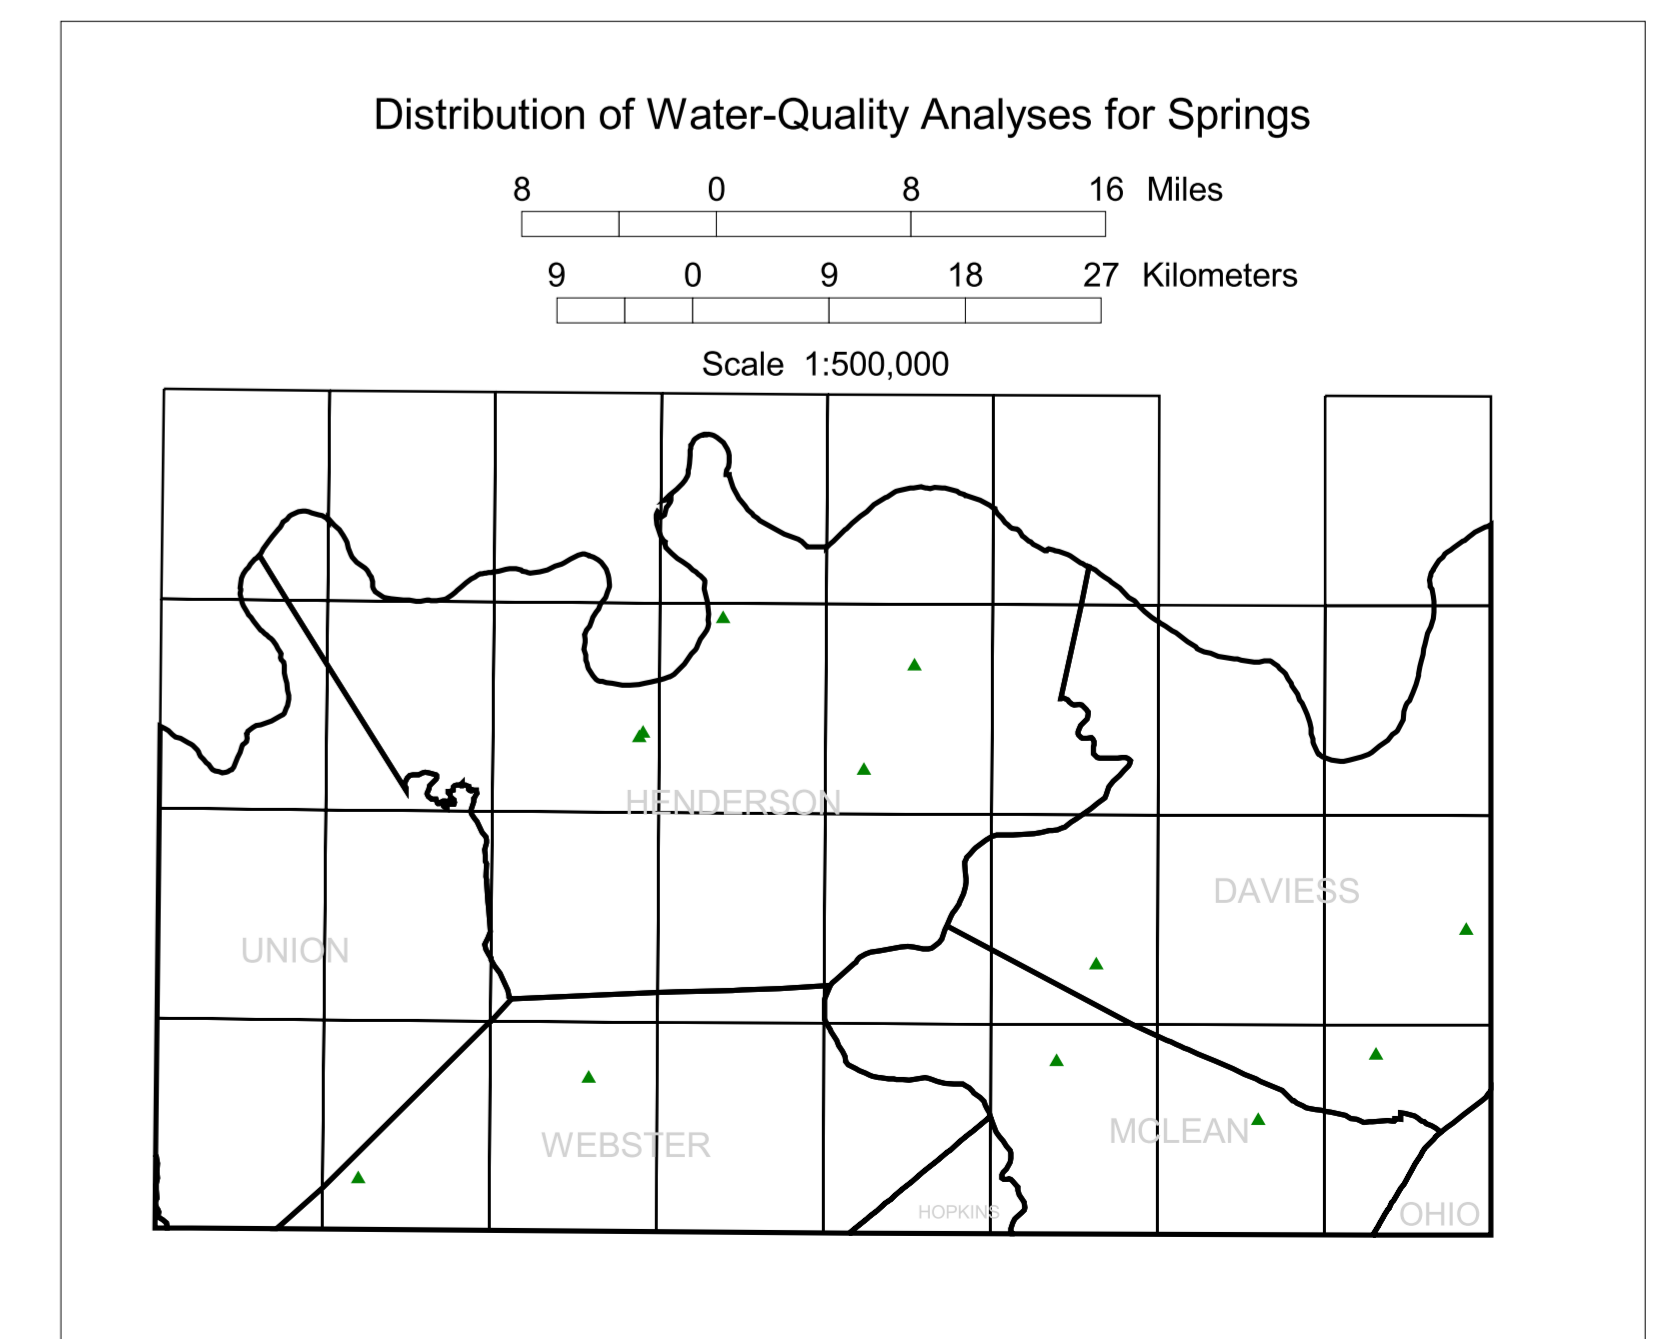 Distribution of Water-Quality Analyses for Springs
8 0 8 16 Miles
9 0 9 18 27 Kilometers
Scale 1:500,000
HENDERSON
DAVIESS
UNION
MCLEAN
WEBSTER
HOPKINS
OHIO